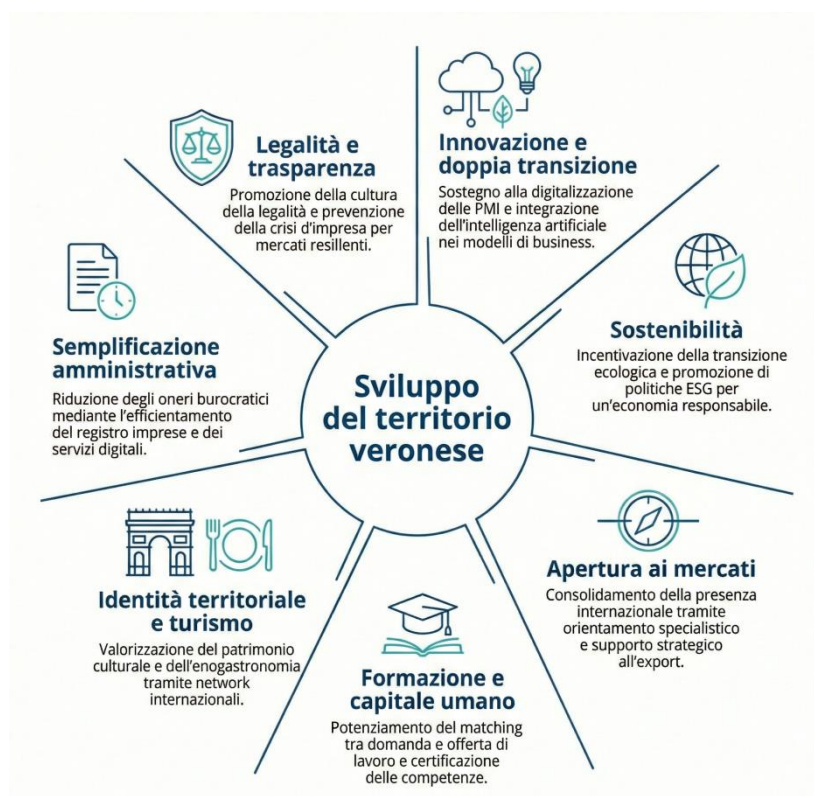 Sviluppo
del territorio
veronese
Innovazione e
doppia transizione
Sostegno alla digitalizzazione
delle PMI e integrazione
dell'intelligenza artificiale
nei modelli di business.
Sostenibilità
Incentivazione della transizione
ecologica e promozione di
politiche ESG per
un'economia responsabile.
Apertura ai mercati
Consolidamento della presenza
internazionale tramite
orientamento specialistico
e supporto strategico
all'export.
Formazione e
capitale umano
Potenziamento del matching
tra domanda e offerta di
lavoro e certificazione
delle competenze.
Identità territoriale
e turismo
Valorizzazione del patrimonio
culturale e dell'enogastronomia
tramite network
internazionali.
Semplificazione
amministrativa
Riduzione degli oneri burocratici
mediante l'efficientamento
del registro imprese e dei
servizi digitali.
Legalità e
trasparenza
Promozione della cultura
della legalità e prevenzione
della crisi d'impresa per
mercati resillenti.